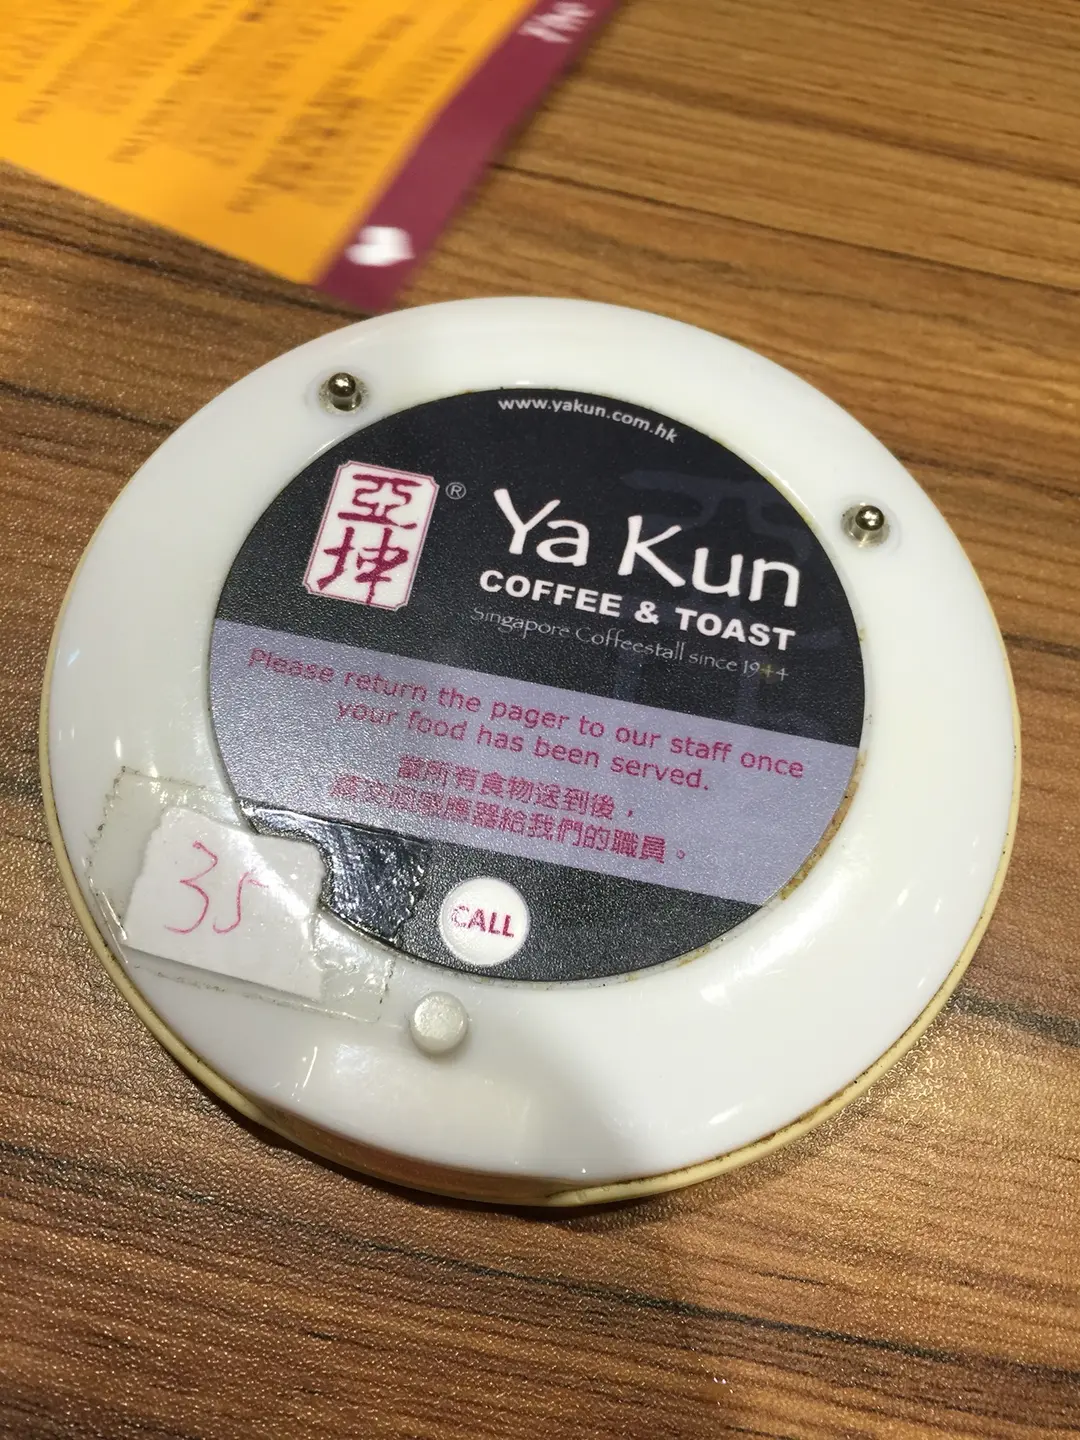 www.yakun.com.hk
亞坤®
Ya Kun
COFFEE & TOAST
Singapore Coffeestall since 1944
Please return the pager to our staff once
your food has been served.
當所有食物送到後，
請交回感應器給我們的職員。
35
CALL